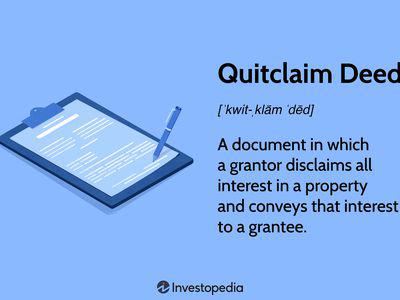 Quitclaim Deed
[ˈkwit-ˌklām ˈdēd]
A document in which
a grantor disclaims all
interest in a property
and conveys that interest
to a grantee.
Investopedia